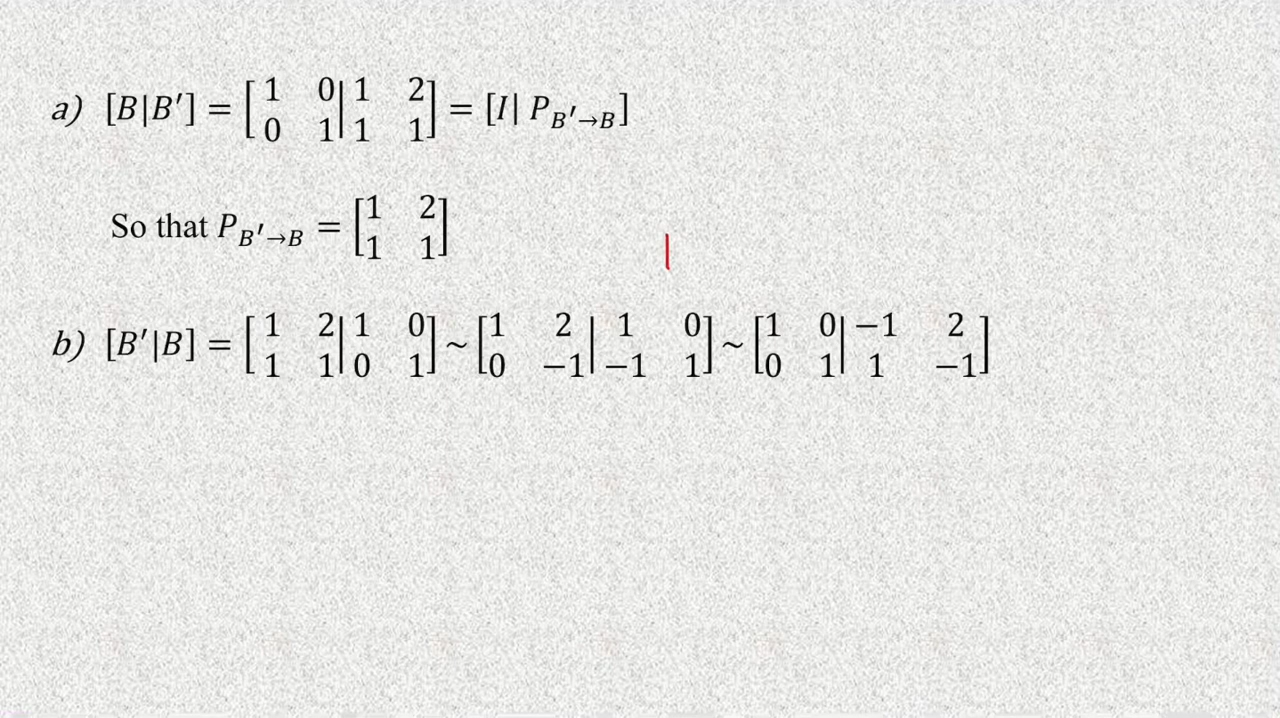 a) [B|B′] = [1 0 | 1 2; 0 1 | 1 1] = [I| P_{B′→B}]
So that P_{B′→B} = [1 2; 1 1]
b) [B′|B] = [1 2 | 1 0; 1 1 | 0 1] ~ [1 2 | 1 0; 0 −1 | −1 1] ~ [1 0 | −1 2; 0 1 | 1 −1]